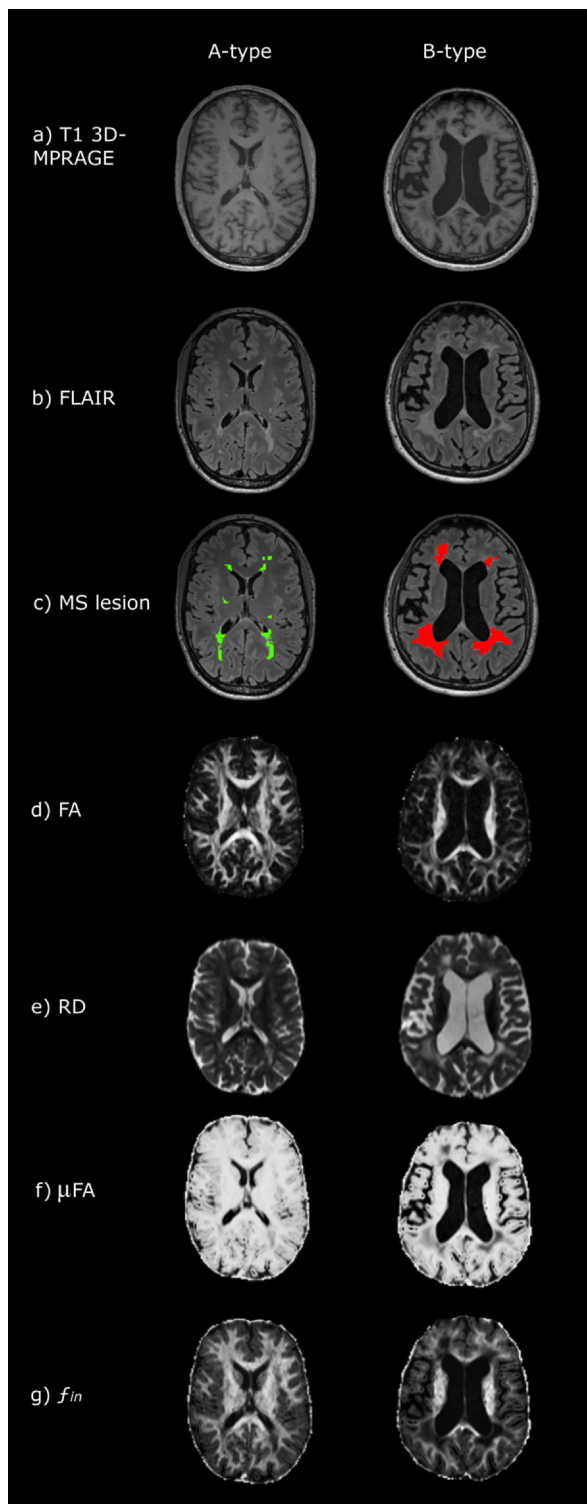 A-type B-type
a) T1 3D-
MPRAGE
b) FLAIR
c) MS lesion
d) FA
e) RD
f) μFA
g) fin